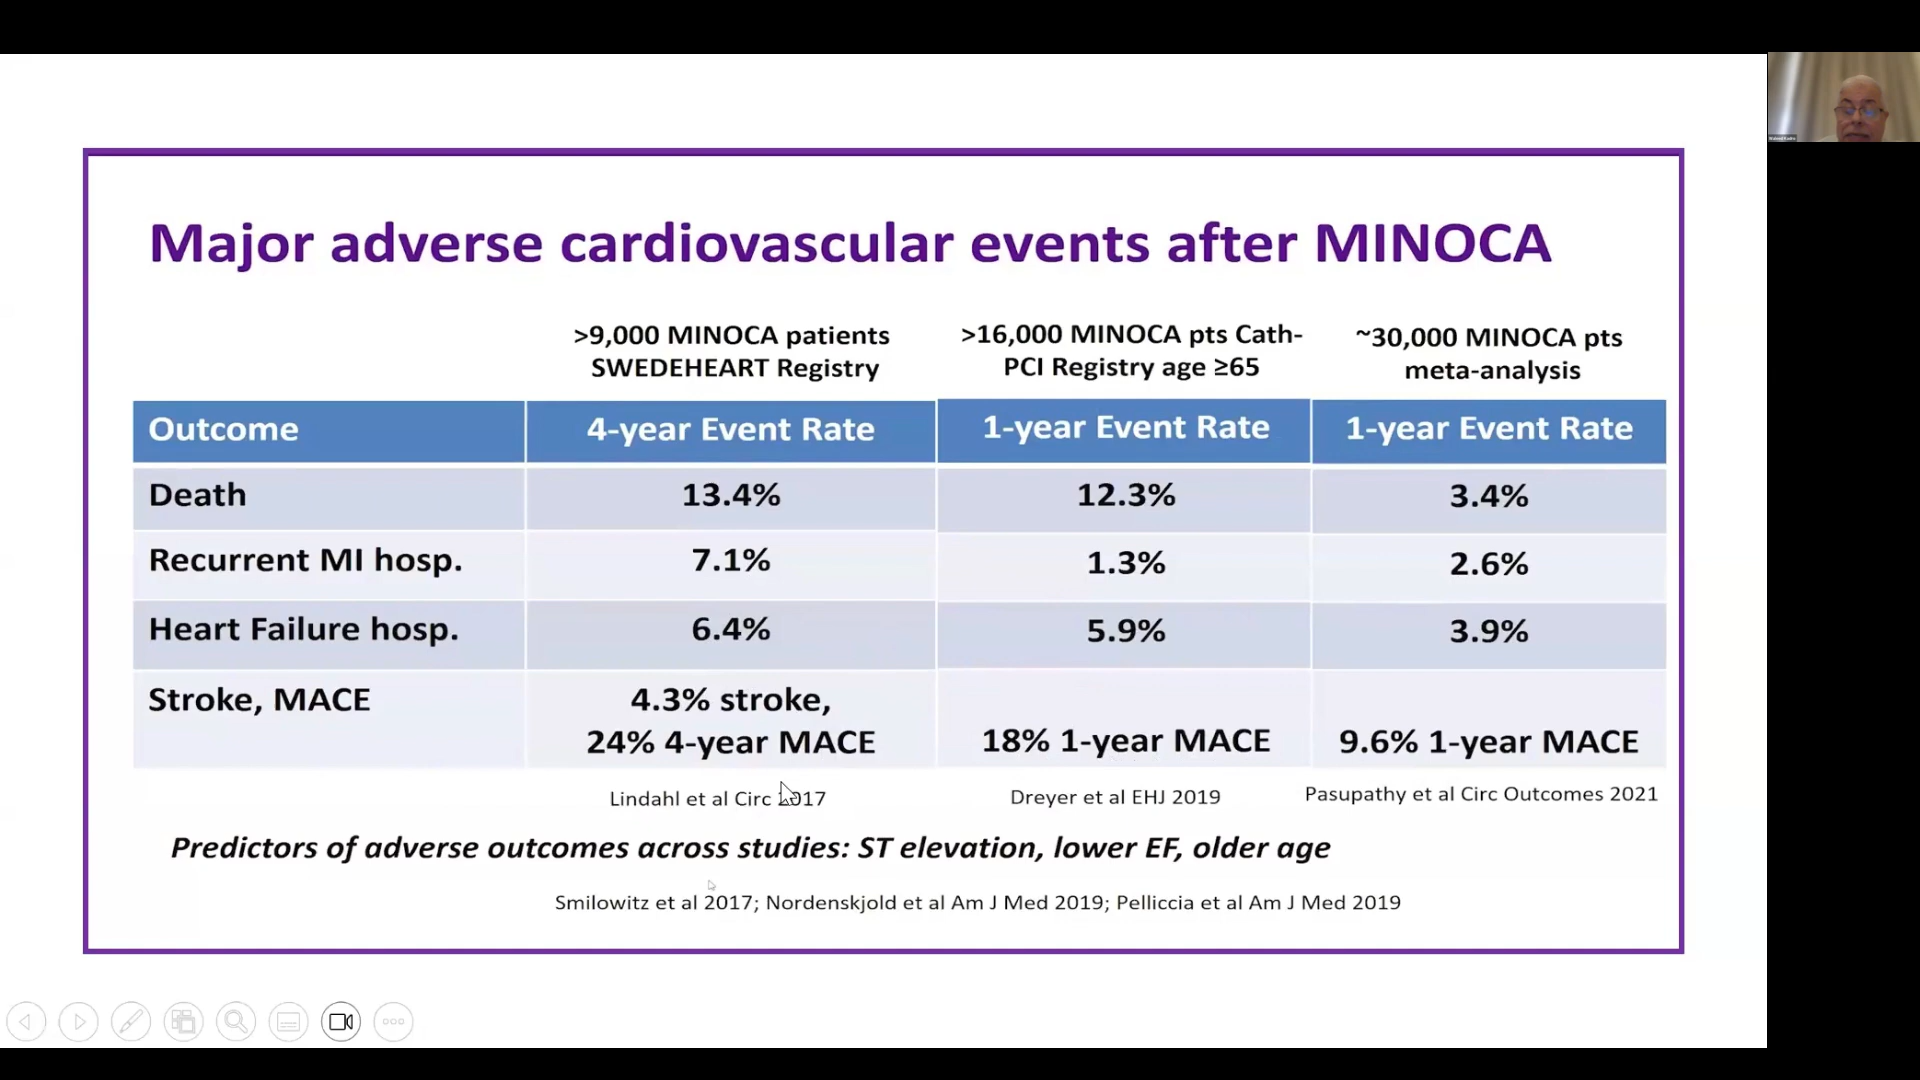 Major adverse cardiovascular events after MINOCA
>9,000 MINOCA patients
SWEDEHEART Registry
>16,000 MINOCA pts Cath-
PCI Registry age ≥65
~30,000 MINOCA pts
meta-analysis
Outcome 4-year Event Rate 1-year Event Rate 1-year Event Rate
Death 13.4% 12.3% 3.4%
Recurrent MI hosp. 7.1% 1.3% 2.6%
Heart Failure hosp. 6.4% 5.9% 3.9%
Stroke, MACE 4.3% stroke,
24% 4-year MACE 18% 1-year MACE 9.6% 1-year MACE
Lindahl et al Circ 2017 Dreyer et al EHJ 2019 Pasupathy et al Circ Outcomes 2021
Predictors of adverse outcomes across studies: ST elevation, lower EF, older age
Smilowitz et al 2017; Nordenskjold et al Am J Med 2019; Pelliccia et al Am J Med 2019